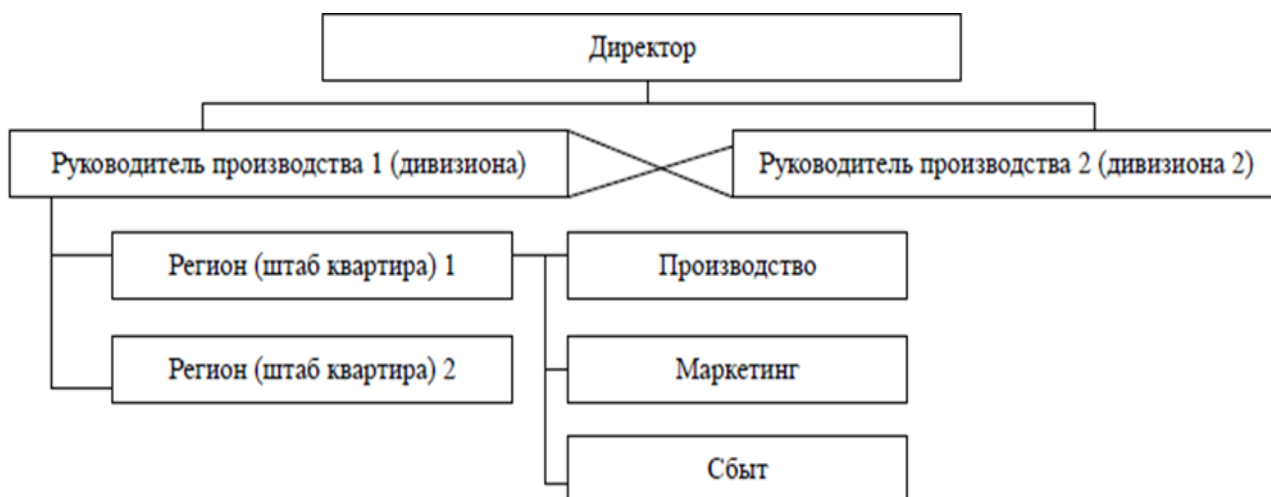 Директор
Руководитель производства 1 (дивизиона)
Руководитель производства 2 (дивизиона 2)
Регион (штаб квартира) 1
Производство
Регион (штаб квартира) 2
Маркетинг
Сбыт